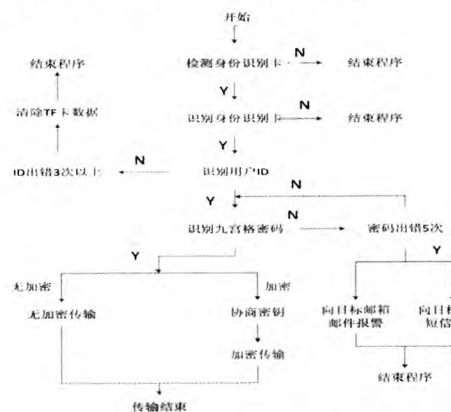 开始
检测身份识别卡
N
结束程序
Y
识别身份识别卡
N
结束程序
Y
结束程序
清除TF卡数据
Y
ID出错3次以上
N
识别用户ID
N
Y
识别九宫格密码
N
密码出错5次
Y
Y
无加密
加密
无加密传输
协商密钥
向目标邮箱
邮件报警
向目标
短信
加密传输
结束程序
传输结束